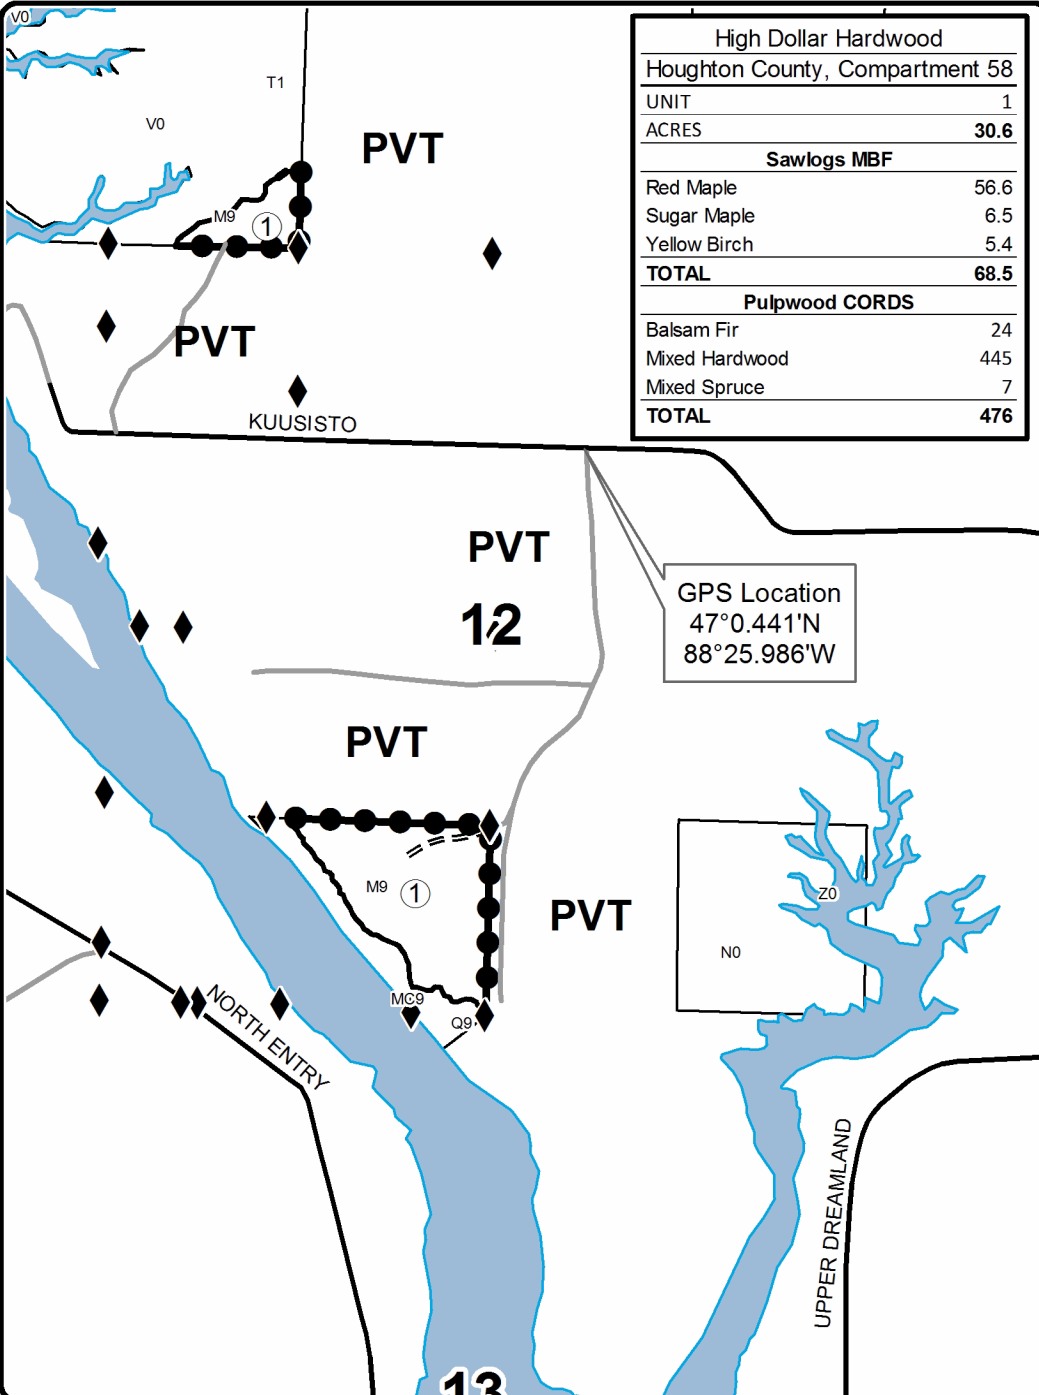 V0
T1
V0
PVT
M9
1
PVT
KUUSISTO
High Dollar Hardwood
Houghton County, Compartment 58
UNIT 1
ACRES 30.6
Sawlogs MBF
Red Maple 56.6
Sugar Maple 6.5
Yellow Birch 5.4
TOTAL 68.5
Pulpwood CORDS
Balsam Fir 24
Mixed Hardwood 445
Mixed Spruce 7
TOTAL 476
PVT
12
GPS Location
47°0.441'N
88°25.986'W
PVT
M9
1
PVT
Z0
N0
MC9
Q9
NORTH ENTRY
UPPER DREAMLAND
13